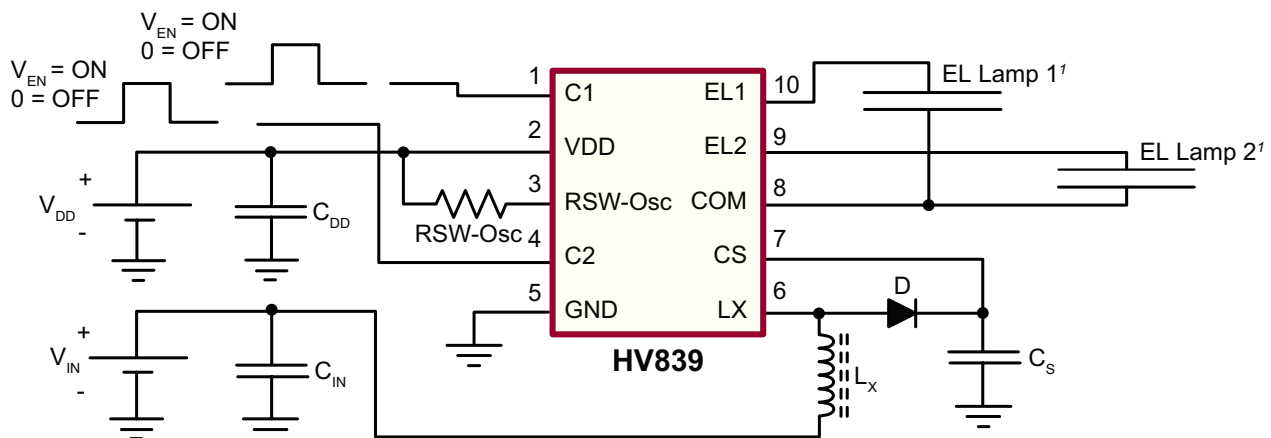 V_EN = ON
0 = OFF
V_EN = ON
0 = OFF
1
C1
EL1
10
EL Lamp 1¹
2
VDD
EL2
9
EL Lamp 2¹
+
V_DD
-
C_DD
3
RSW-Osc
RSW-Osc
COM
8
4
C2
CS
7
5
GND
LX
6
D
+
V_IN
-
C_IN
HV839
L_X
C_S